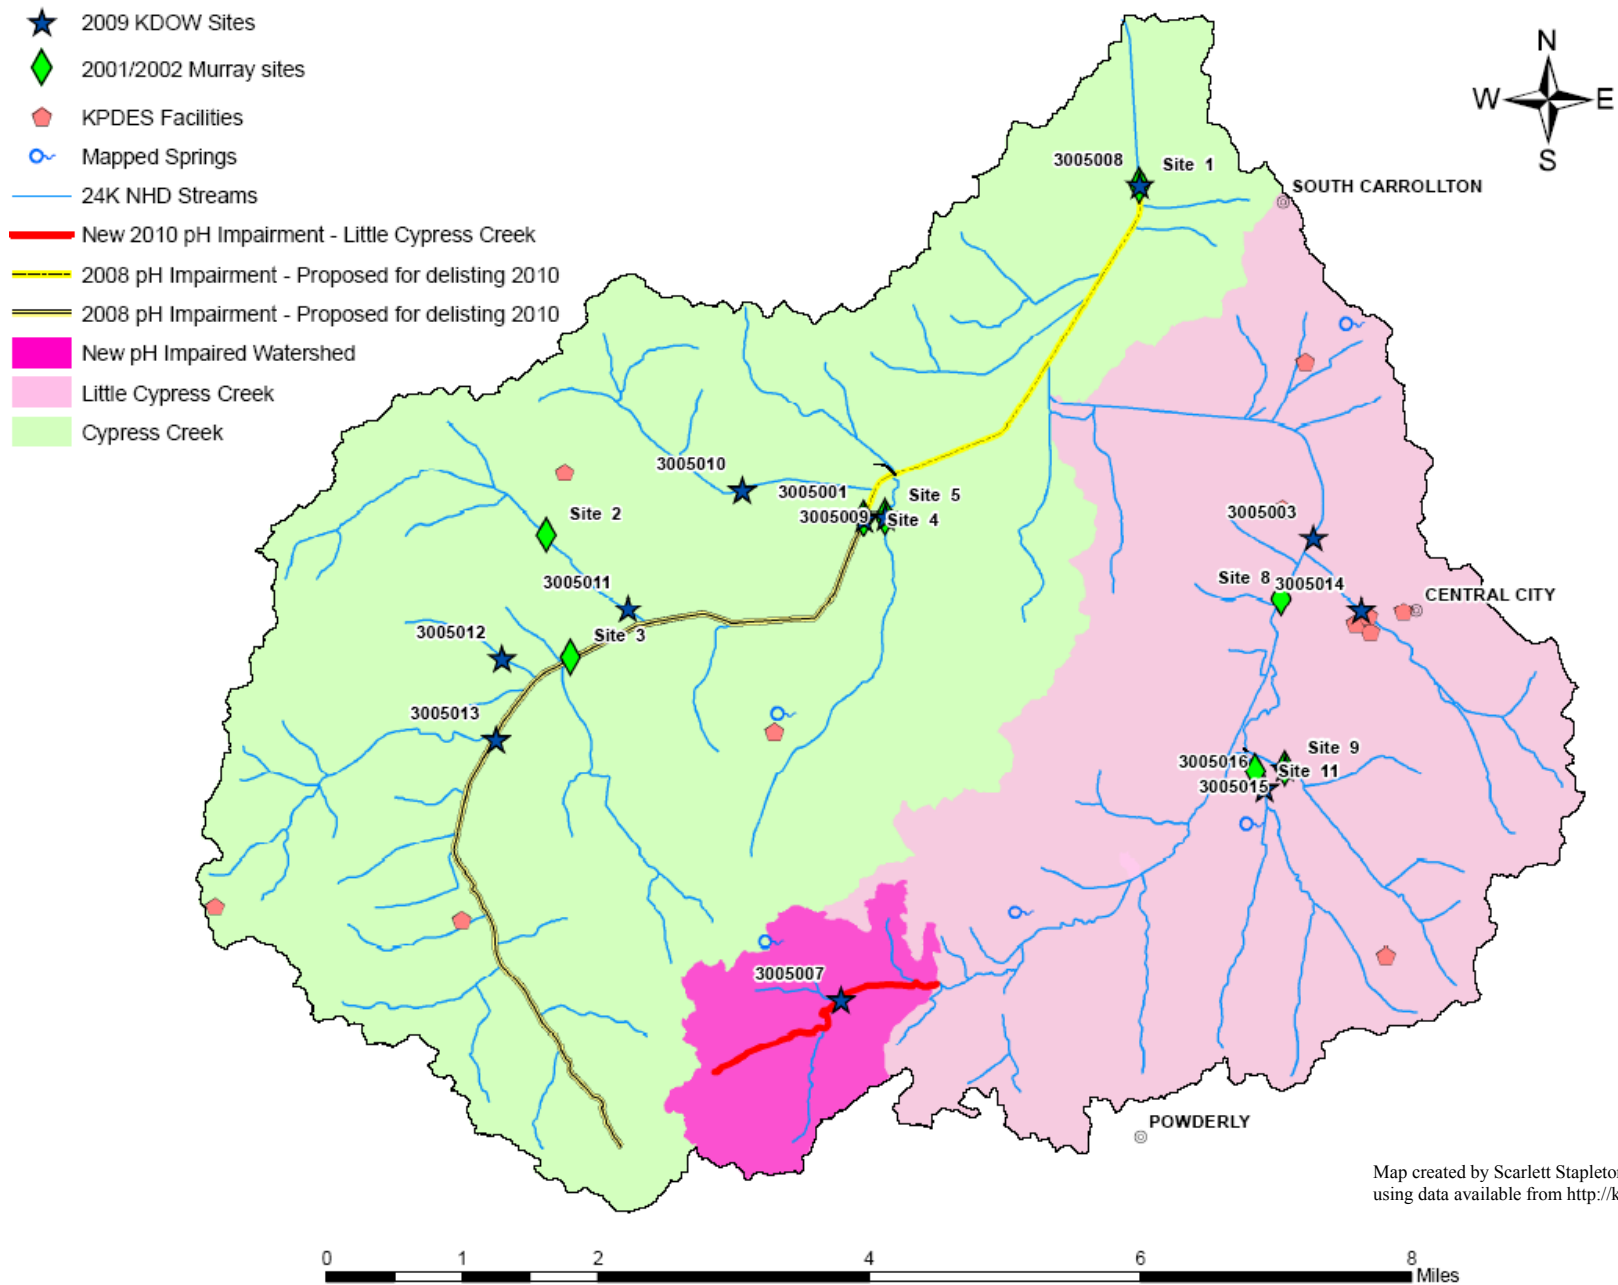 2009 KDOW Sites
2001/2002 Murray sites
KPDES Facilities
Mapped Springs
24K NHD Streams
New 2010 pH Impairment - Little Cypress Creek
2008 pH Impairment - Proposed for delisting 2010
2008 pH Impairment - Proposed for delisting 2010
New pH Impaired Watershed
Little Cypress Creek
Cypress Creek
N
W E
S
3005008 Site 1
SOUTH CARROLLTON
3005010
3005001 Site 5
3005009 Site 4
Site 2
3005003
3005011
Site 8 3005014
CENTRAL CITY
3005012
Site 3
3005013
Site 9
3005016 Site 11
3005015
3005007
POWDERLY
Map created by Scarlett Stapleton
using data available from http://k
0 1 2 4 6 8
Miles